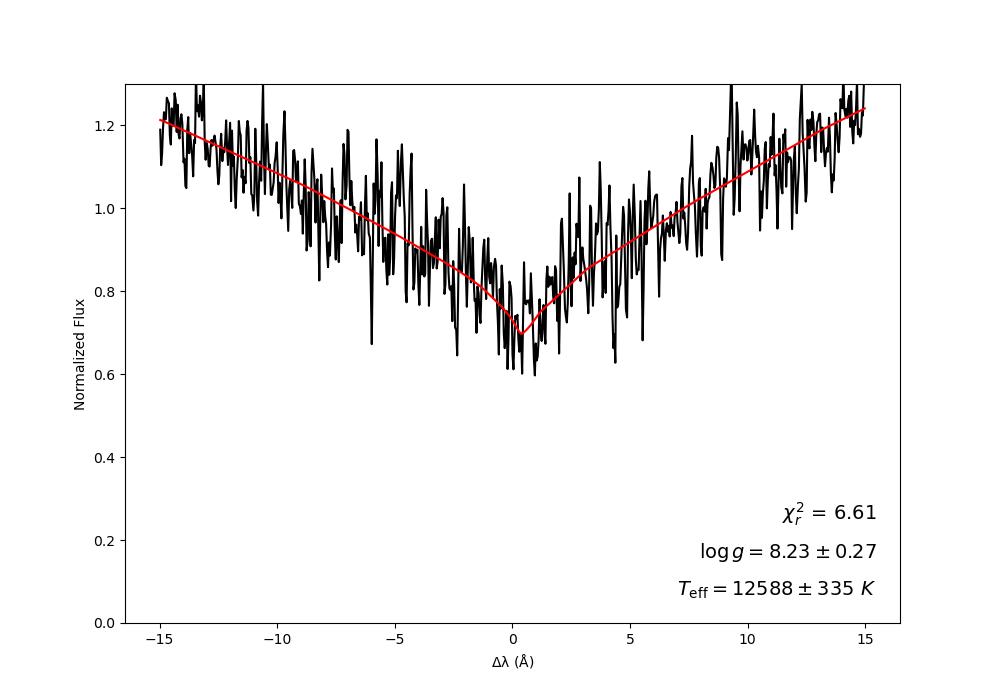 1.2
1.0
0.8
0.6
0.4
0.2
0.0
Normalized Flux
χ²ᵣ = 6.61
log g = 8.23 ± 0.27
T_eff = 12588 ± 335 K
−15 −10 −5 0 5 10 15
Δλ (Å)